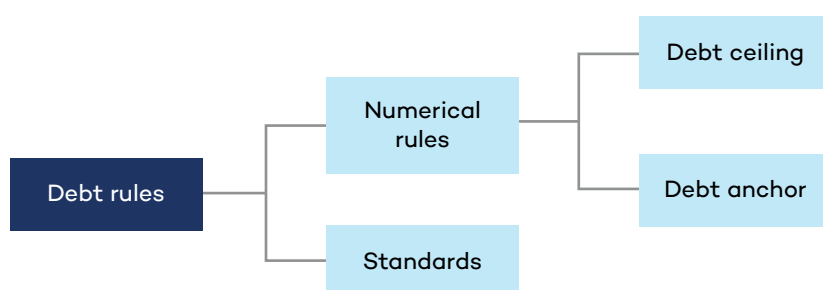 Debt rules
Numerical
rules
Standards
Debt ceiling
Debt anchor